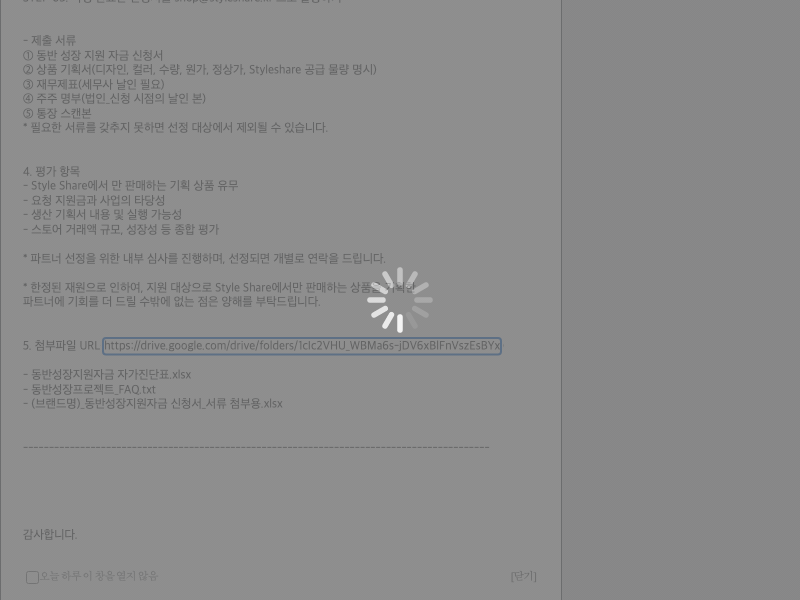 - 제출 서류
① 동반 성장 지원 자금 신청서
② 상품 기획서(디자인, 컬러, 수량, 원가, 정상가, Styleshare 공급 물량 명시)
③ 재무제표(세무사 날인 필요)
④ 주주 명부(법인_신청 시점의 날인 본)
⑤ 통장 스캔본
* 필요한 서류를 갖추지 못하면 선정 대상에서 제외될 수 있습니다.
4. 평가 항목
- Style Share에서 만 판매하는 기획 상품 유무
- 요청 지원금과 사업의 타당성
- 생산 기획서 내용 및 실행 가능성
- 스토어 거래액 규모, 성장성 등 종합 평가
* 파트너 선정을 위한 내부 심사를 진행하며, 선정되면 개별로 연락을 드립니다.
* 한정된 재원으로 인하여, 지원 대상으로 Style Share에서만 판매하는 상품을
파트너에 기회를 더 드릴 수밖에 없는 점은 양해를 부탁드립니다.
5. 첨부파일 URL https://drive.google.com/drive/folders/1cIc2VHU_WBMa6s-jDV6xBlFnVszEsBYx
- 동반성장지원자금 자가진단표.xlsx
- 동반성장프로젝트_FAQ.txt
- (브랜드명)_동반성장지원자금 신청서_서류 첨부용.xlsx
감사합니다.
오늘 하루 이 창을 열지 않음 [닫기]